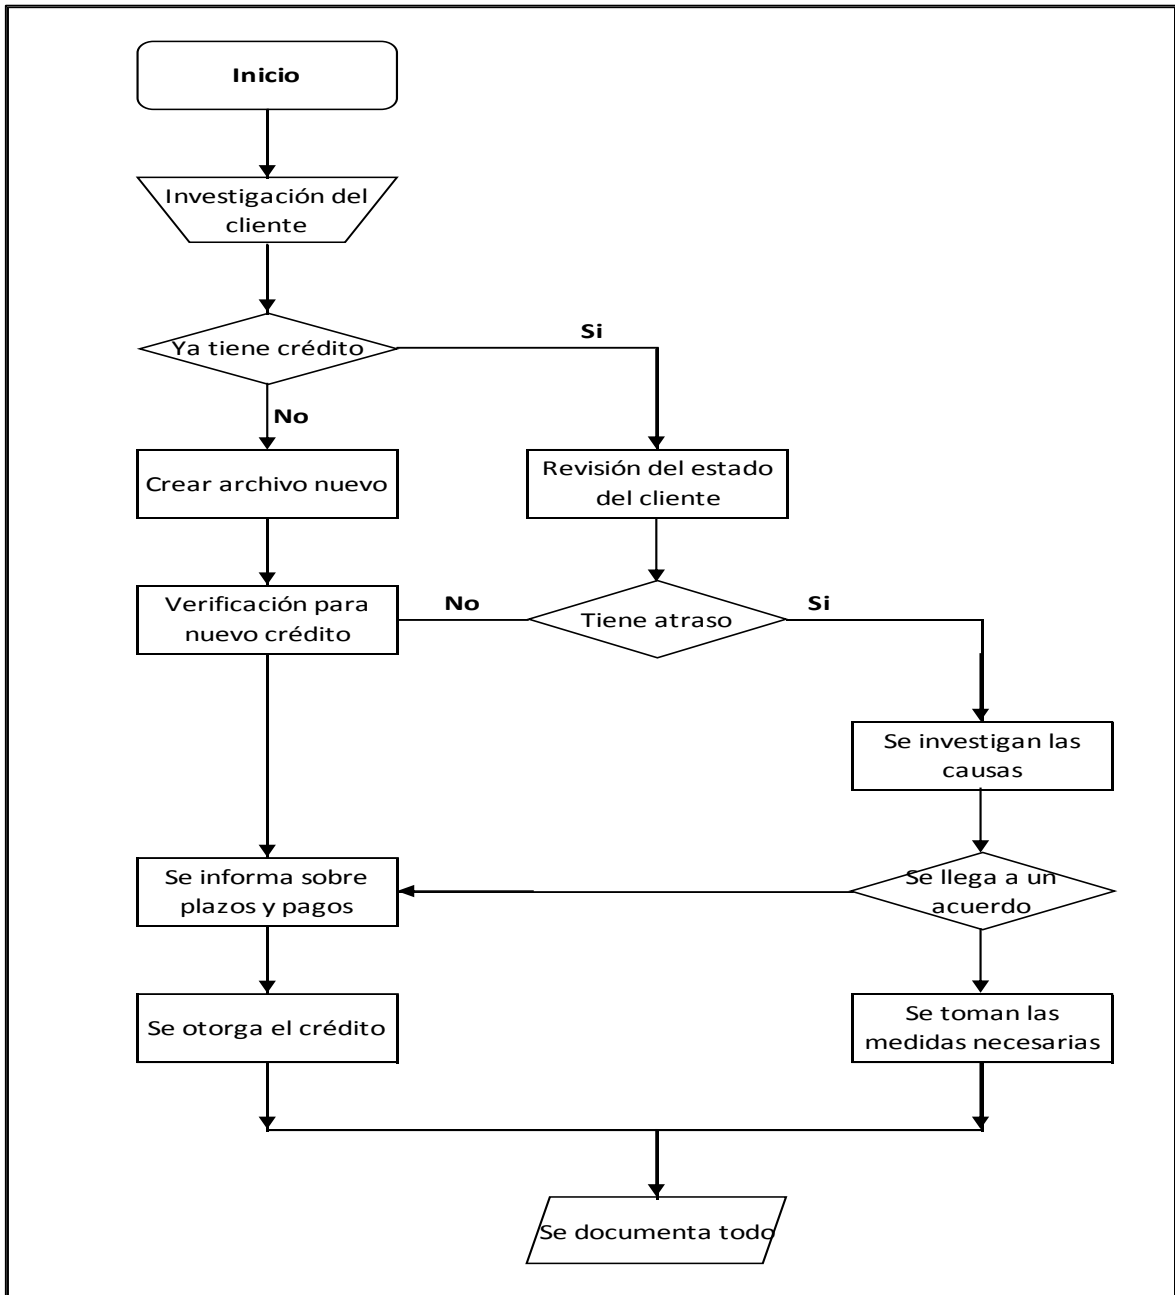 Inicio
Investigación del
cliente
Ya tiene crédito
Si
No
Crear archivo nuevo
Revisión del estado
del cliente
Verificación para
nuevo crédito
No
Tiene atraso
Si
Se investigan las
causas
Se informa sobre
plazos y pagos
Se llega a un
acuerdo
Se otorga el crédito
Se toman las
medidas necesarias
Se documenta todo